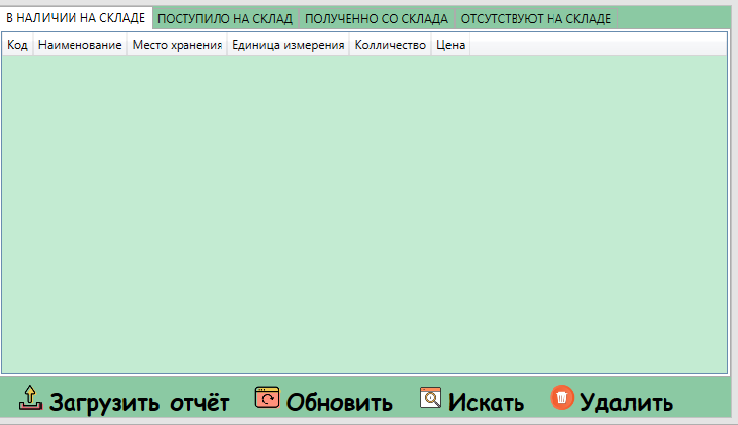 В НАЛИЧИИ НА СКЛАДЕ ПОСТУПИЛО НА СКЛАД ПОЛУЧЕННО СО СКЛАДА ОТСУТСТВУЮТ НА СКЛАДЕ
Код Наименование Место хранения Единица измерения Колличество Цена
Загрузить отчёт Обновить Искать Удалить